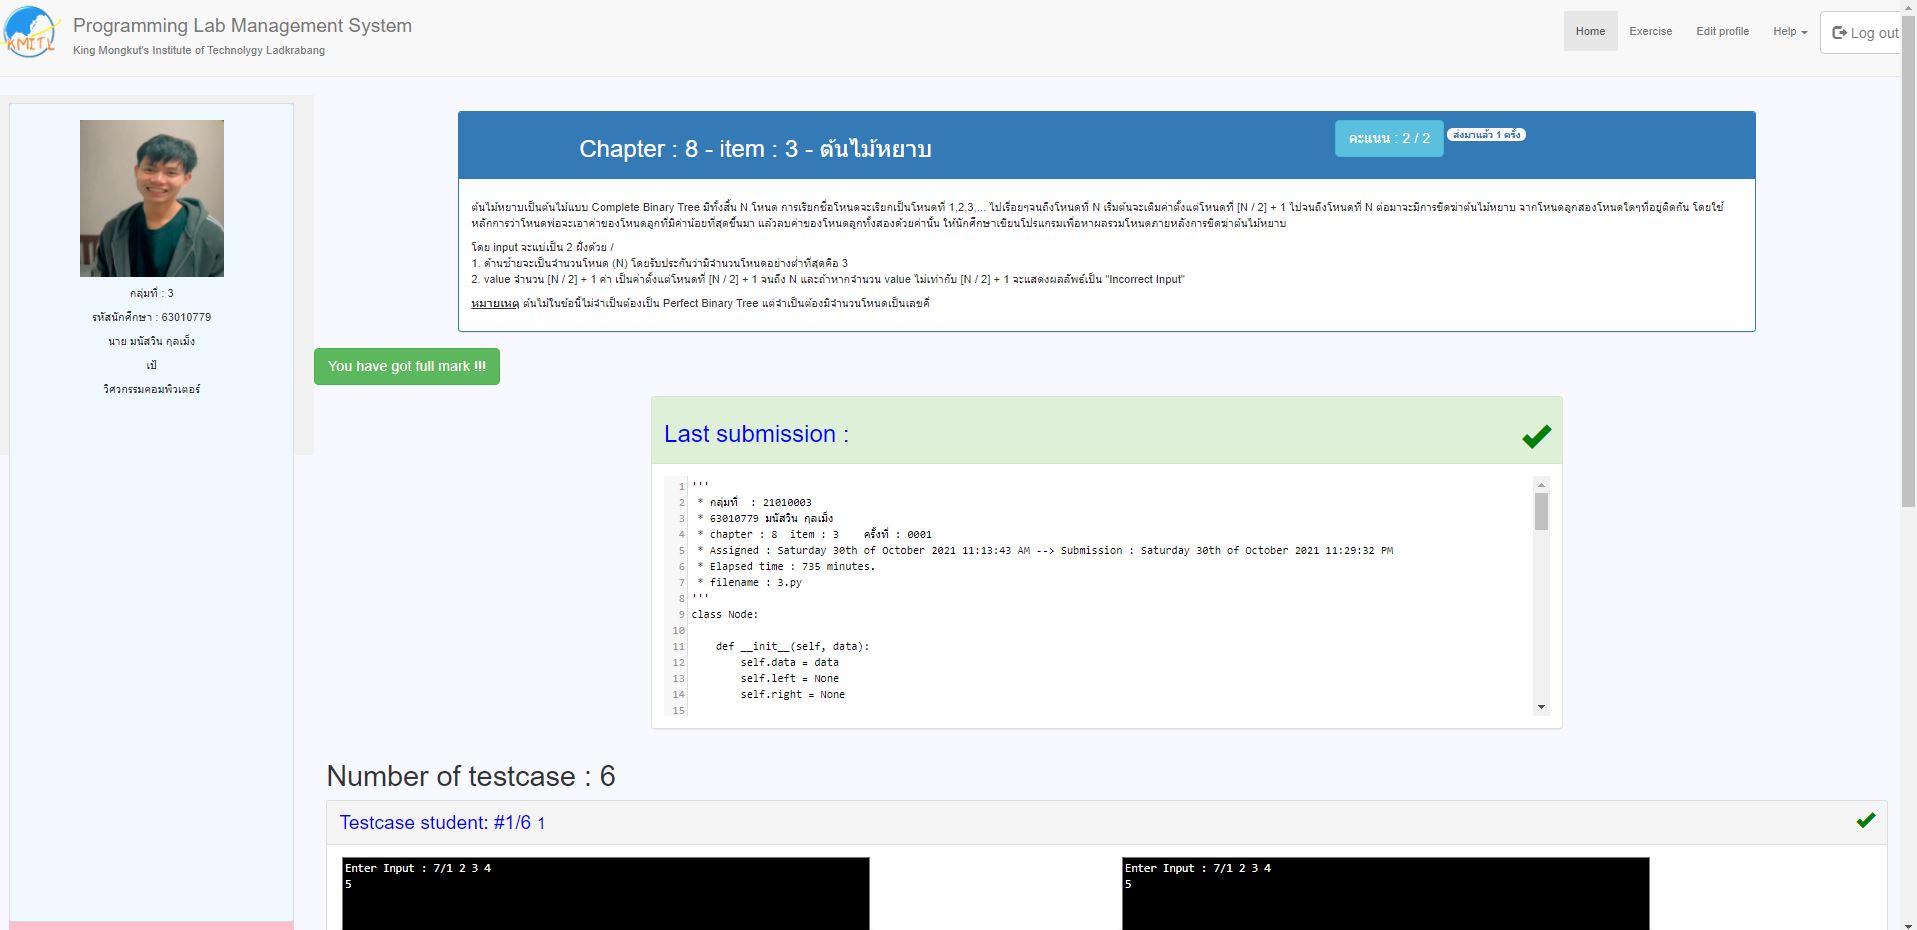 KMITL
Programming Lab Management System
King Mongkut's Institute of Technolygy Ladkrabang
Home
Exercise
Edit profile
Help
Log out
กลุ่มที่ : 3
รหัสนักศึกษา : 63010779
นาย มนัสวิน กุลเม็ง
เป้
วิศวกรรมคอมพิวเตอร์
Chapter : 8 - item : 3 - ต้นไม้หยาบ
คะแนน : 2 / 2
ส่งมาแล้ว 1 ครั้ง
ต้นไม้หยาบเป็นต้นไม้แบบ Complete Binary Tree มีทั้งสิ้น N โหนด การเรียกชื่อโหนดจะเรียกเป็นโหนดที่ 1,2,3,... ไปเรื่อยๆจนถึงโหนดที่ N เริ่มต้นจะเติมค่าตั้งแต่โหนดที่ [N / 2] + 1 ไปจนถึงโหนดที่ N ต่อมาจะมีการขีดฆ่าต้นไม้หยาบ จากโหนดลูกสองโหนดใดๆที่อยู่ติดกัน โดยใช้
หลักการว่าโหนดพ่อจะเอาค่าของโหนดลูกที่มีค่าน้อยที่สุดขึ้นมา แล้วลบค่าของโหนดลูกทั้งสองด้วยค่านั้น ให้นักศึกษาเขียนโปรแกรมเพื่อหาผลรวมโหนดภายหลังการขีดฆ่าต้นไม้หยาบ
โดย input จะแบ่งเป็น 2 ฝั่งด้วย /
1. ด้านซ้ายจะเป็นจำนวนโหนด (N) โดยรับประกันว่ามีจำนวนโหนดอย่างต่ำที่สุดคือ 3
2. value จำนวน [N / 2] + 1 ค่า เป็นค่าตั้งแต่โหนดที่ [N / 2] + 1 จนถึง N และถ้าหากจำนวน value ไม่เท่ากับ [N / 2] + 1 จะแสดงผลลัพธ์เป็น "Incorrect Input"
หมายเหตุ ต้นไม้ในข้อนี้ไม่จำเป็นต้องเป็น Perfect Binary Tree แต่จำเป็นต้องมีจำนวนโหนดเป็นเลขคี่
You have got full mark !!!
Last submission :
1 '''
2 * กลุ่มที่ : 21010003
3 * 63010779 มนัสวิน กุลเม็ง
4 * chapter : 8 item : 3 ครั้งที่ : 0001
5 * Assigned : Saturday 30th of October 2021 11:13:43 AM --> Submission : Saturday 30th of October 2021 11:29:32 PM
6 * Elapsed time : 735 minutes.
7 * filename : 3.py
8 '''
9 class Node:
10
11 def __init__(self, data):
12 self.data = data
13 self.left = None
14 self.right = None
15
Number of testcase : 6
Testcase student: #1/6 1
Enter Input : 7/1 2 3 4
5
Enter Input : 7/1 2 3 4
5